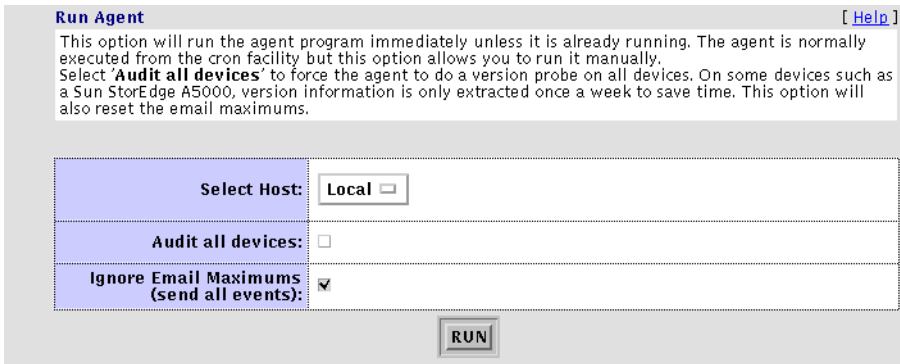 Run Agent [ Help ]
This option will run the agent program immediately unless it is already running. The agent is normally
executed from the cron facility but this option allows you to run it manually.
Select 'Audit all devices' to force the agent to do a version probe on all devices. On some devices such as
a Sun StorEdge A5000, version information is only extracted once a week to save time. This option will
also reset the email maximums.
Select Host: Local
Audit all devices:
Ignore Email Maximums
(send all events):
RUN